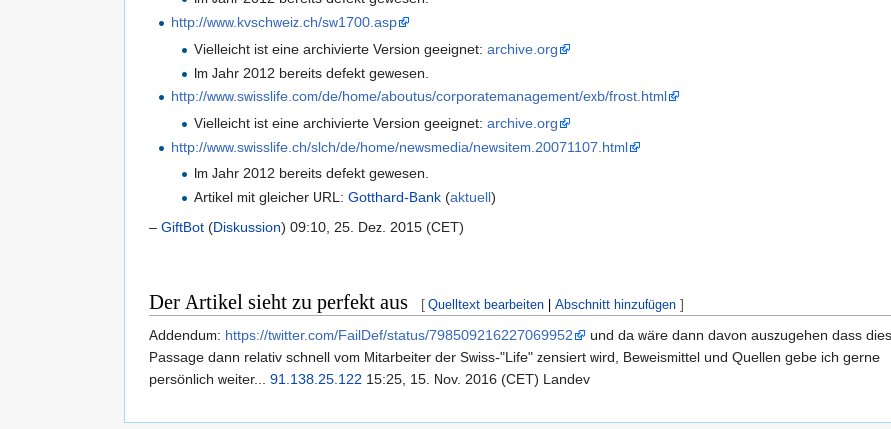 Im Jahr 2012 bereits defekt gewesen.
http://www.kvschweiz.ch/sw1700.asp
Vielleicht ist eine archivierte Version geeignet: archive.org
Im Jahr 2012 bereits defekt gewesen.
http://www.swisslife.com/de/home/aboutus/corporatemanagement/exb/frost.html
Vielleicht ist eine archivierte Version geeignet: archive.org
http://www.swisslife.ch/slch/de/home/newsmedia/newsitem.20071107.html
Im Jahr 2012 bereits defekt gewesen.
Artikel mit gleicher URL: Gotthard-Bank (aktuell)
– GiftBot (Diskussion) 09:10, 25. Dez. 2015 (CET)
Der Artikel sieht zu perfekt aus [ Quelltext bearbeiten | Abschnitt hinzufügen ]
Addendum: https://twitter.com/FailDef/status/798509216227069952 und da wäre dann davon auszugehen dass dies
Passage dann relativ schnell vom Mitarbeiter der Swiss-"Life" zensiert wird, Beweismittel und Quellen gebe ich gerne
persönlich weiter... 91.138.25.122 15:25, 15. Nov. 2016 (CET) Landev